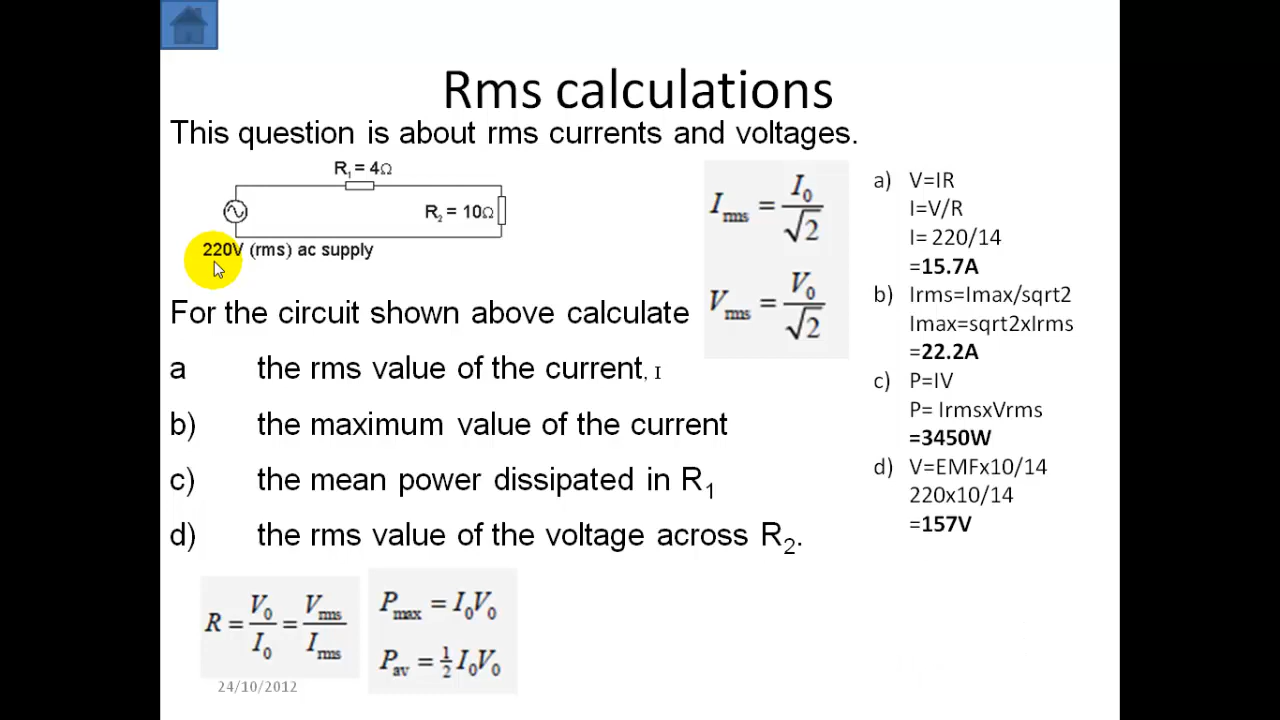 Rms calculations
This question is about rms currents and voltages.
R1 = 4Ω
R2 = 10Ω
220V (rms) ac supply
For the circuit shown above calculate
a the rms value of the current, I
b) the maximum value of the current
c) the mean power dissipated in R1
d) the rms value of the voltage across R2.
Irms = I0/√2
Vrms = V0/√2
a) V=IR
I=V/R
I= 220/14
=15.7A
b) Irms=Imax/sqrt2
Imax=sqrt2xIrms
=22.2A
c) P=IV
P= IrmsxVrms
=3450W
d) V=EMFx10/14
220x10/14
=157V
R = V0/I0 = Vrms/Irms
Pmax = I0V0
Pav = ½ I0V0
24/10/2012